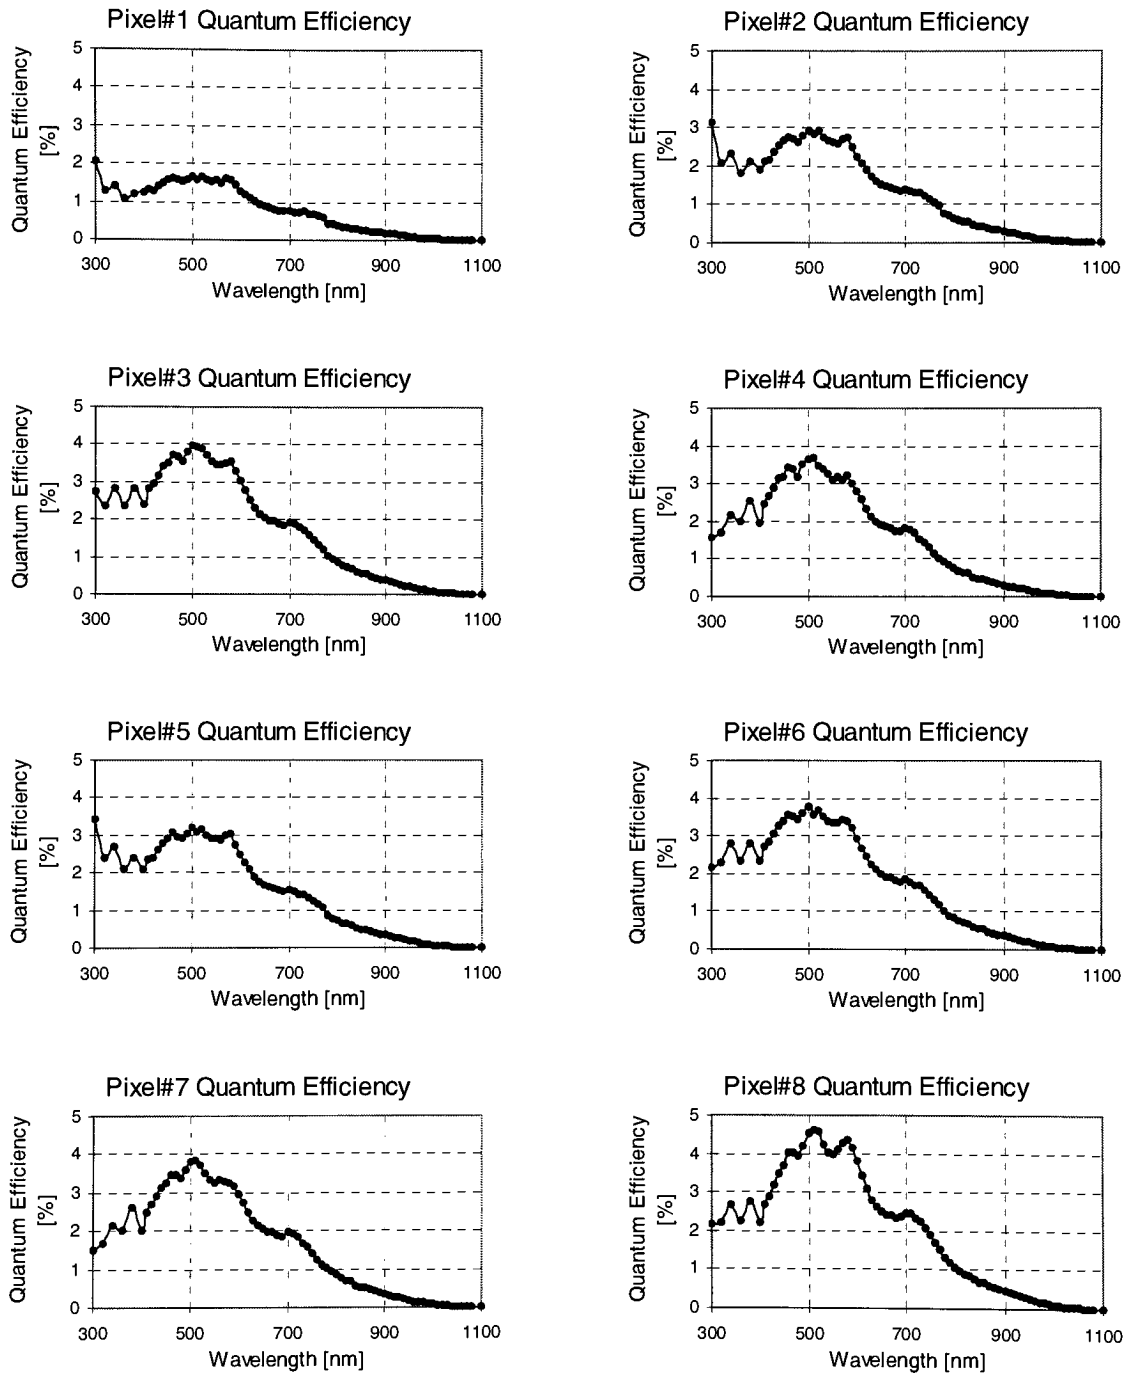 Pixel#1 Quantum Efficiency
Quantum Efficiency
[%]
5
4
3
2
1
0
300 500 700 900 1100
Wavelength [nm]
Pixel#2 Quantum Efficiency
Quantum Efficiency
[%]
5
4
3
2
1
0
300 500 700 900 1100
Wavelength [nm]
Pixel#3 Quantum Efficiency
Quantum Efficiency
[%]
5
4
3
2
1
0
300 500 700 900 1100
Wavelength [nm]
Pixel#4 Quantum Efficiency
Quantum Efficiency
[%]
5
4
3
2
1
0
300 500 700 900 1100
Wavelength [nm]
Pixel#5 Quantum Efficiency
Quantum Efficiency
[%]
5
4
3
2
1
0
300 500 700 900 1100
Wavelength [nm]
Pixel#6 Quantum Efficiency
Quantum Efficiency
[%]
5
4
3
2
1
0
300 500 700 900 1100
Wavelength [nm]
Pixel#7 Quantum Efficiency
Quantum Efficiency
[%]
5
4
3
2
1
0
300 500 700 900 1100
Wavelength [nm]
Pixel#8 Quantum Efficiency
Quantum Efficiency
[%]
5
4
3
2
1
0
300 500 700 900 1100
Wavelength [nm]